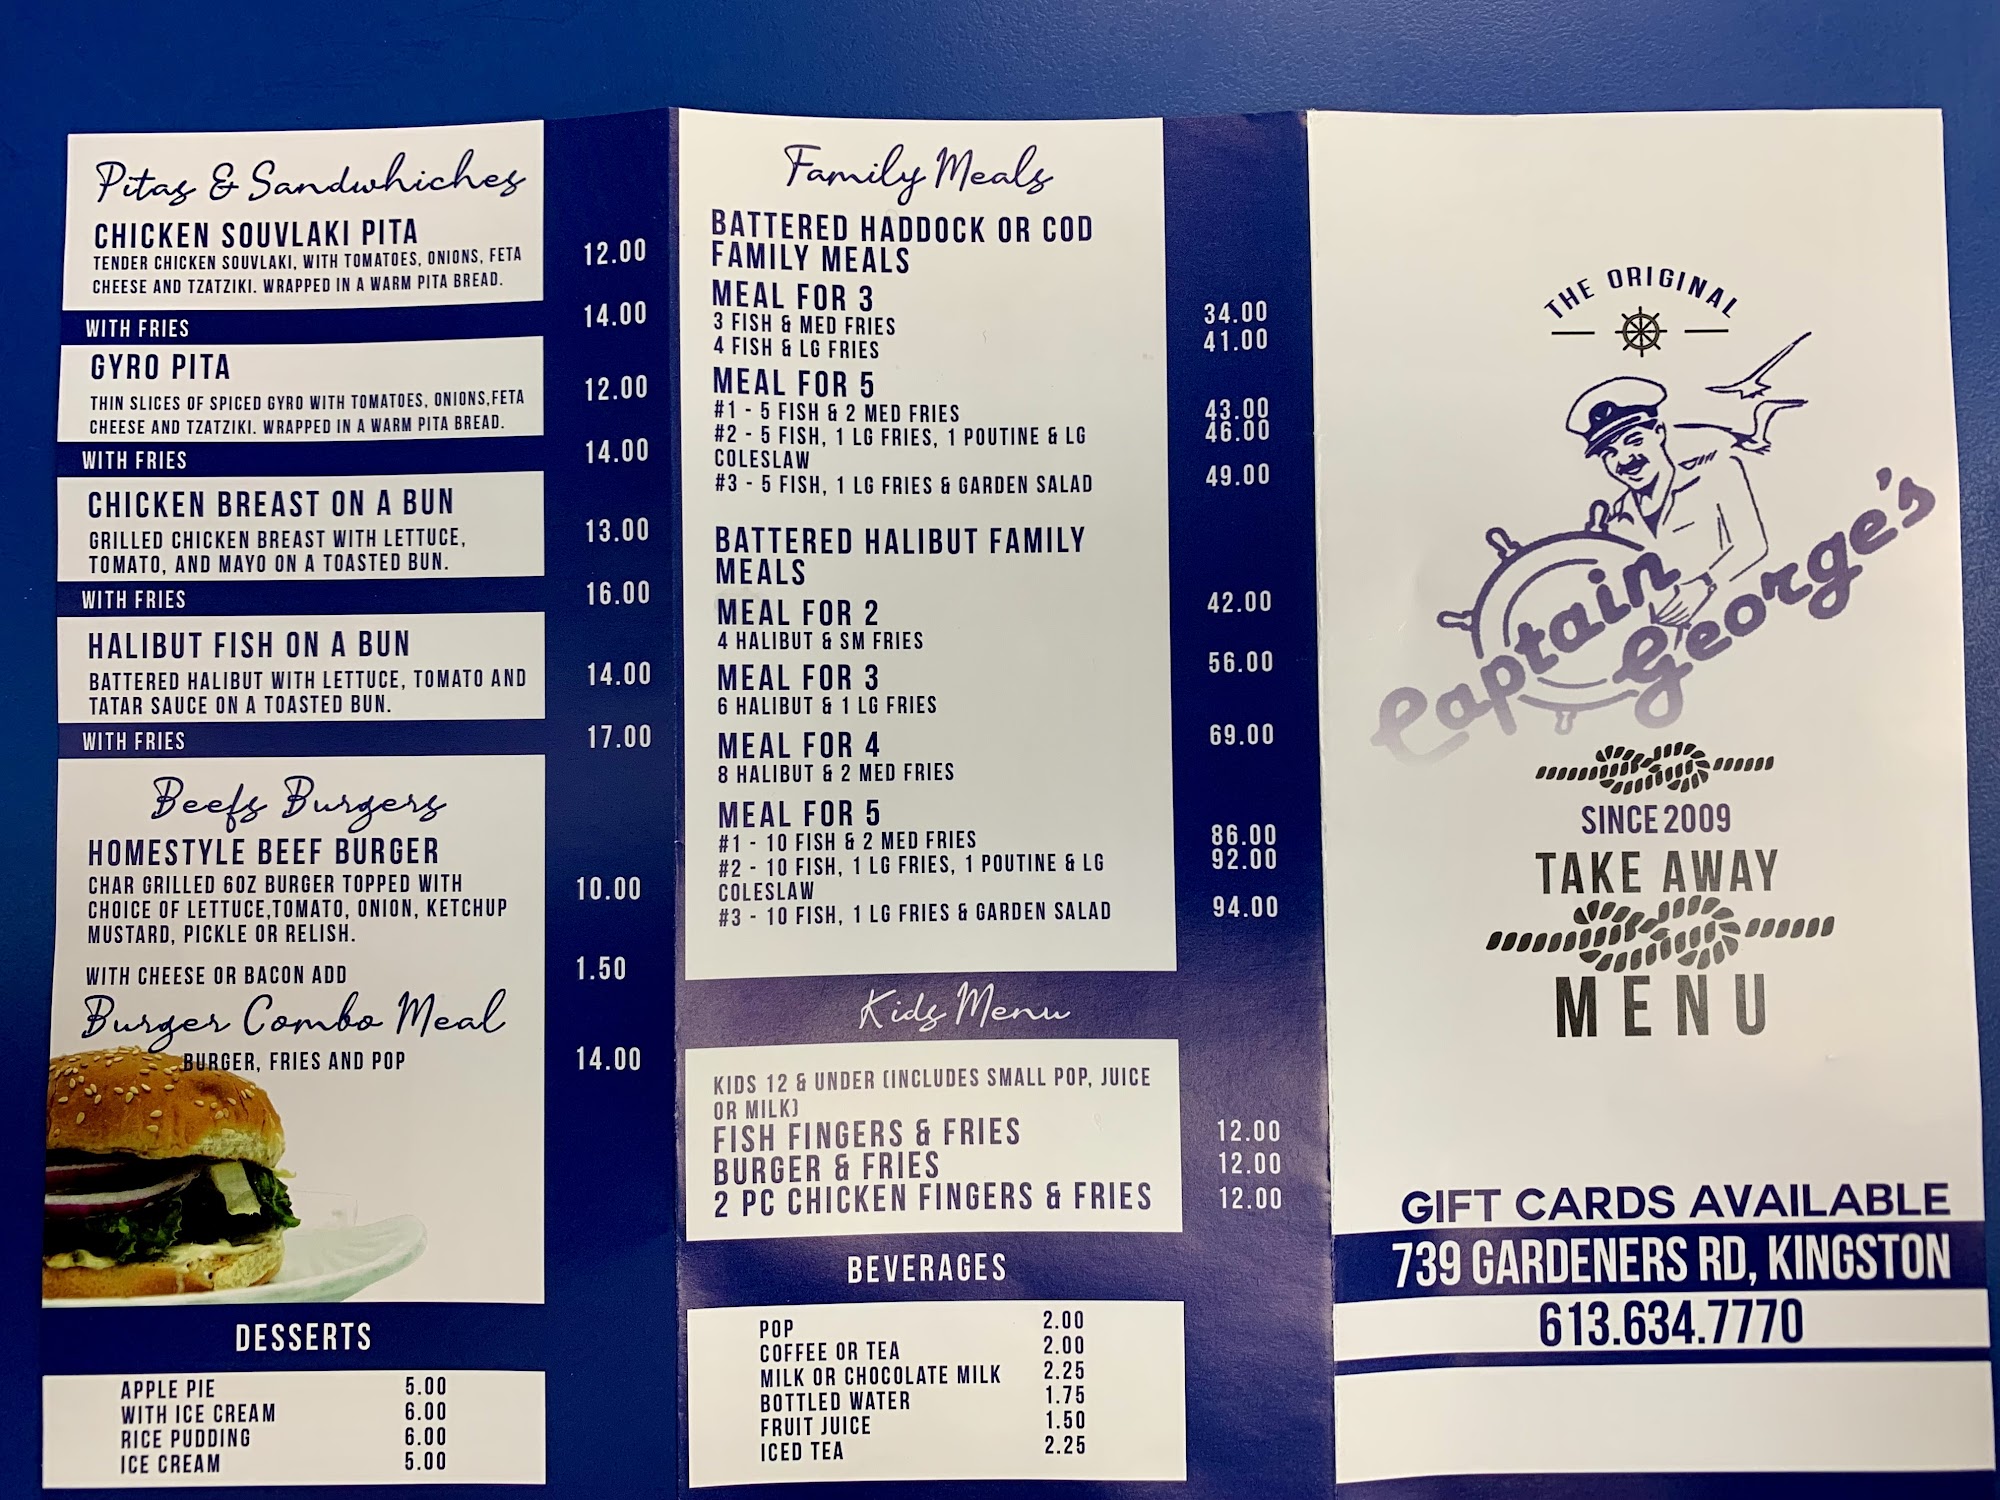 Pitas & Sandwhiches
CHICKEN SOUVLAKI PITA
TENDER CHICKEN SOUVLAKI, WITH TOMATOES, ONIONS, FETA 12.00
CHEESE AND TZATZIKI. WRAPPED IN A WARM PITA BREAD.
WITH FRIES 14.00
GYRO PITA
THIN SLICES OF SPICED GYRO WITH TOMATOES, ONIONS,FETA 12.00
CHEESE AND TZATZIKI. WRAPPED IN A WARM PITA BREAD.
WITH FRIES 14.00
CHICKEN BREAST ON A BUN
GRILLED CHICKEN BREAST WITH LETTUCE, 13.00
TOMATO, AND MAYO ON A TOASTED BUN.
WITH FRIES 16.00
HALIBUT FISH ON A BUN
BATTERED HALIBUT WITH LETTUCE, TOMATO AND 14.00
TATAR SAUCE ON A TOASTED BUN.
WITH FRIES 17.00
Beefs Burgers
HOMESTYLE BEEF BURGER
CHAR GRILLED 6OZ BURGER TOPPED WITH 10.00
CHOICE OF LETTUCE,TOMATO, ONION, KETCHUP
MUSTARD, PICKLE OR RELISH.
WITH CHEESE OR BACON ADD 1.50
Burger Combo Meal
BURGER, FRIES AND POP 14.00
DESSERTS
APPLE PIE 5.00
WITH ICE CREAM 6.00
RICE PUDDING 6.00
ICE CREAM 5.00
Family Meals
BATTERED HADDOCK OR COD
FAMILY MEALS
MEAL FOR 3
3 FISH & MED FRIES 34.00
4 FISH & LG FRIES 41.00
MEAL FOR 5
#1 - 5 FISH & 2 MED FRIES 43.00
#2 - 5 FISH, 1 LG FRIES, 1 POUTINE & LG 46.00
COLESLAW
#3 - 5 FISH, 1 LG FRIES & GARDEN SALAD 49.00
BATTERED HALIBUT FAMILY
MEALS
MEAL FOR 2 42.00
4 HALIBUT & SM FRIES
MEAL FOR 3 56.00
6 HALIBUT & 1 LG FRIES
MEAL FOR 4 69.00
8 HALIBUT & 2 MED FRIES
MEAL FOR 5
#1 - 10 FISH & 2 MED FRIES 86.00
#2 - 10 FISH, 1 LG FRIES, 1 POUTINE & LG 92.00
COLESLAW
#3 - 10 FISH, 1 LG FRIES & GARDEN SALAD 94.00
Kids Menu
KIDS 12 & UNDER (INCLUDES SMALL POP, JUICE
OR MILK)
FISH FINGERS & FRIES 12.00
BURGER & FRIES 12.00
2 PC CHICKEN FINGERS & FRIES 12.00
BEVERAGES
POP 2.00
COFFEE OR TEA 2.00
MILK OR CHOCOLATE MILK 2.25
BOTTLED WATER 1.75
FRUIT JUICE 1.50
ICED TEA 2.25
THE ORIGINAL
Captain
George's
SINCE 2009
TAKE AWAY
MENU
GIFT CARDS AVAILABLE
739 GARDENERS RD, KINGSTON
613.634.7770